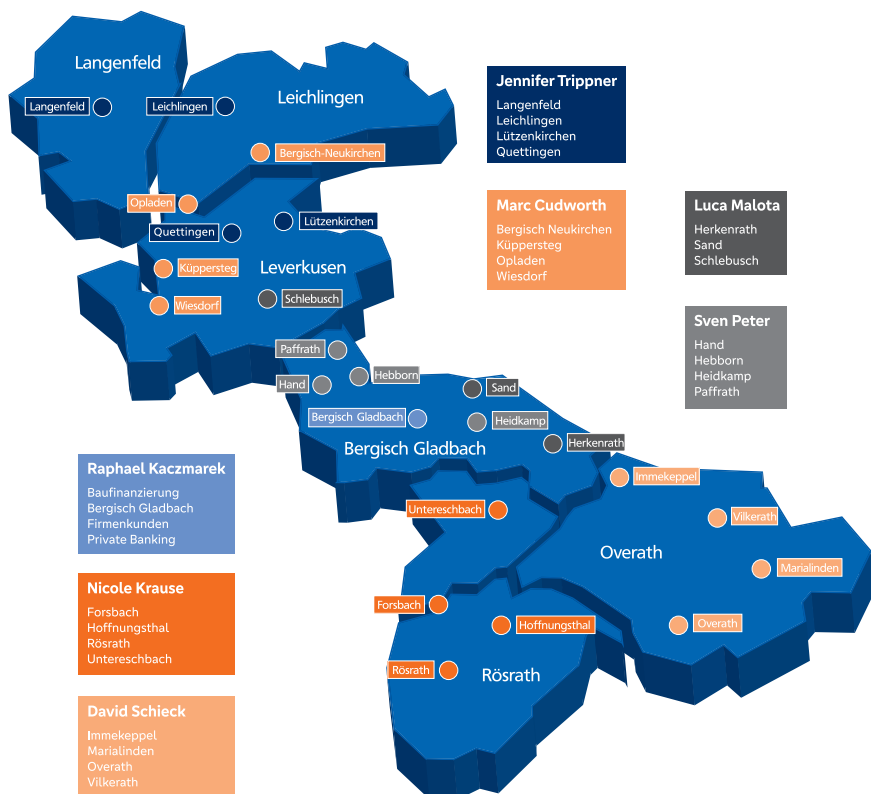 Langenfeld
Leichlingen
Langenfeld
Leichlingen
Bergisch-Neukirchen
Opladen
Quettingen
Lützenkirchen
Küppersteg
Leverkusen
Wiesdorf
Schlebusch
Paffrath
Hebborn
Hand
Sand
Bergisch Gladbach
Heidkamp
Bergisch Gladbach
Herkenrath
Immekeppel
Untereschbach
Vilkerath
Overath
Marialinden
Forsbach
Hoffnungsthal
Overath
Rösrath
Rösrath
Jennifer Trippner
Langenfeld
Leichlingen
Lützenkirchen
Quettingen
Marc Cudworth
Bergisch Neukirchen
Küppersteg
Opladen
Wiesdorf
Luca Malota
Herkenrath
Sand
Schlebusch
Sven Peter
Hand
Hebborn
Heidkamp
Paffrath
Raphael Kaczmarek
Baufinanzierung
Bergisch Gladbach
Firmenkunden
Private Banking
Nicole Krause
Forsbach
Hoffnungsthal
Rösrath
Untereschbach
David Schieck
Immekeppel
Marialinden
Overath
Vilkerath